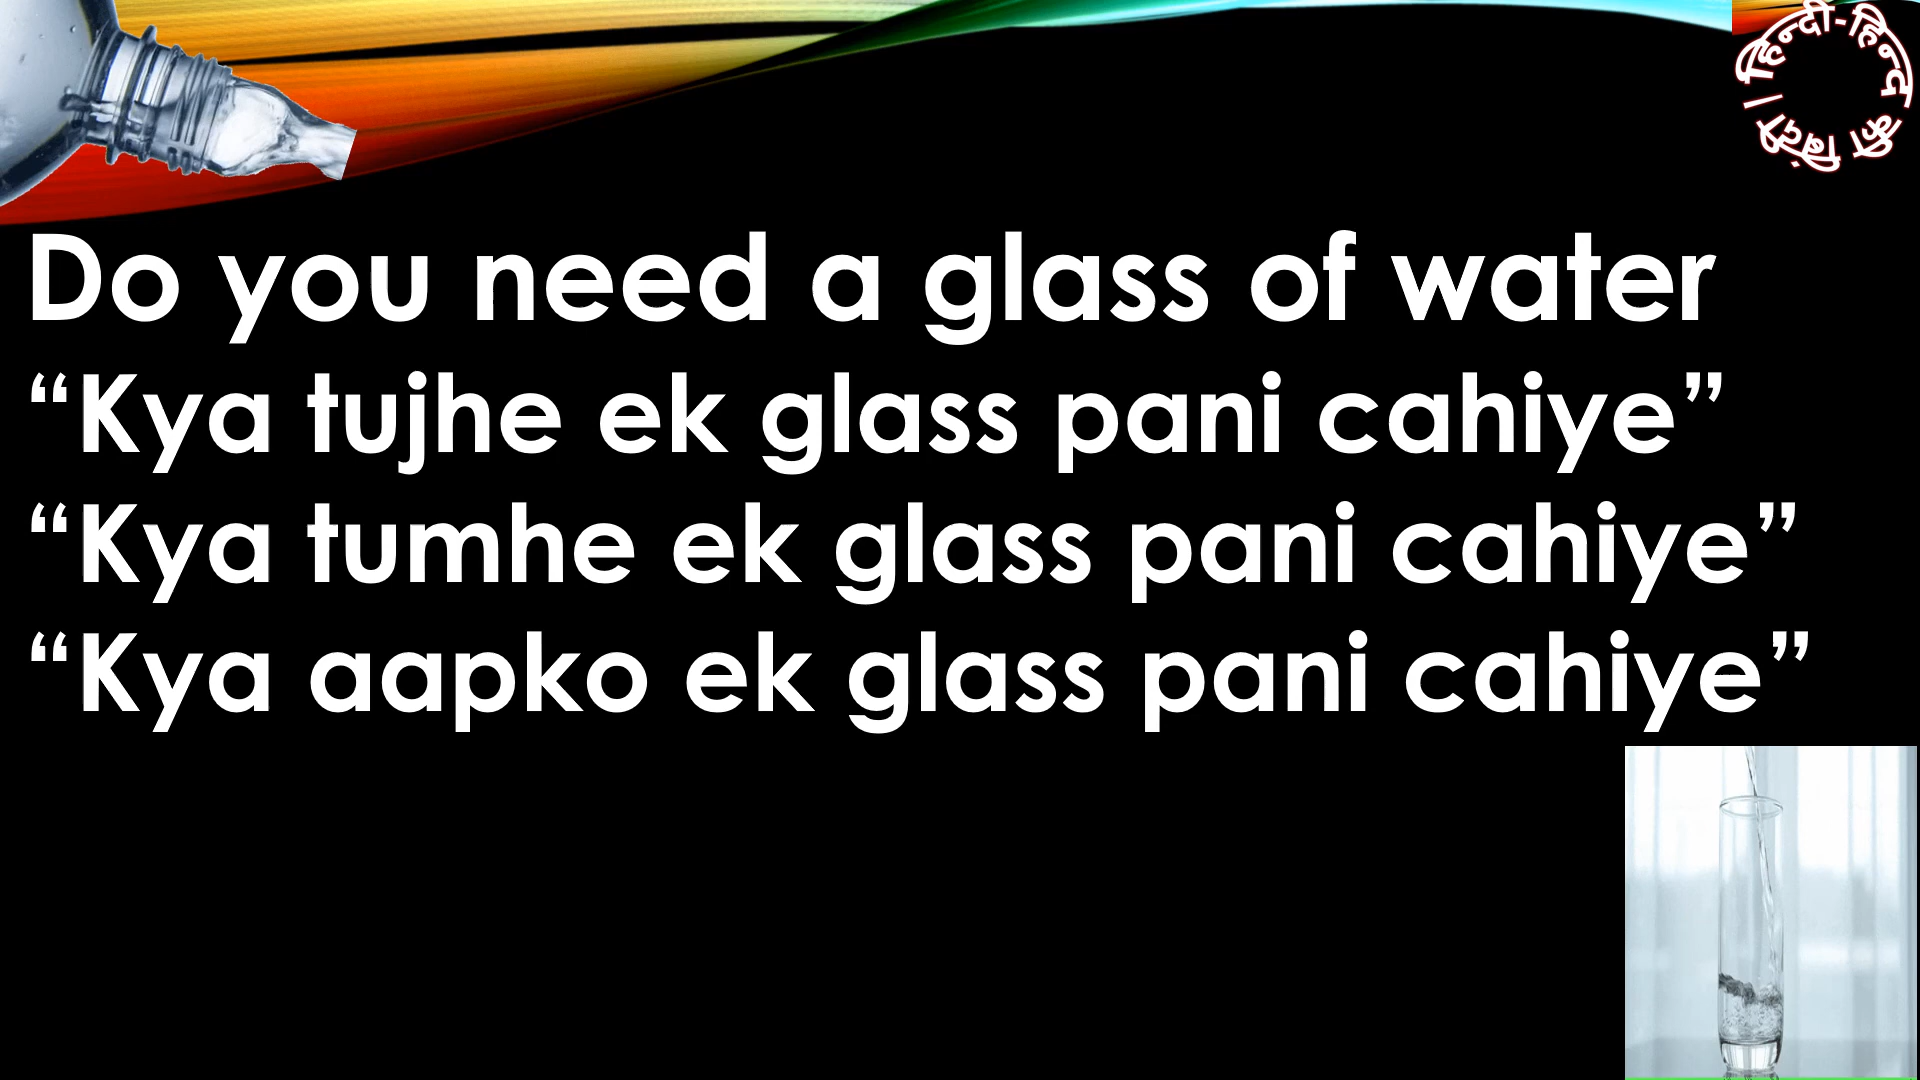 हिन्दी-हिन्द की बिंदी।
Do you need a glass of water
“Kya tujhe ek glass pani cahiye”
“Kya tumhe ek glass pani cahiye”
“Kya aapko ek glass pani cahiye”